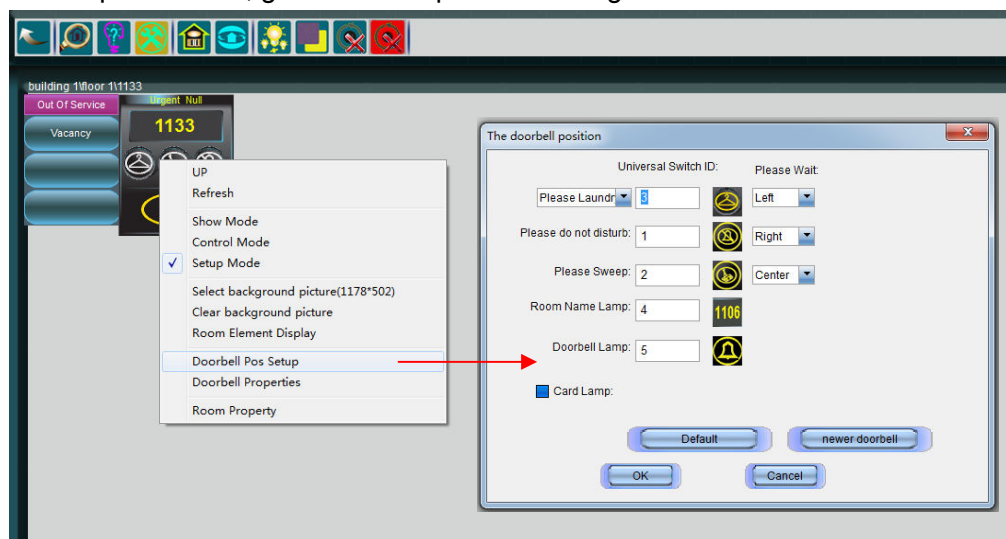 building 1\floor 1\1133
Out Of Service
Urgent Null
Vacancy
1133
UP
Refresh
Show Mode
Control Mode
Setup Mode
Select background picture(1178*502)
Clear background picture
Room Element Display
Doorbell Pos Setup
Doorbell Properties
Room Property
The doorbell position
Universal Switch ID: Please Wait:
Please Laundr 3 Left
Please do not disturb: 1 Right
Please Sweep: 2 Center
Room Name Lamp: 4 1106
Doorbell Lamp: 5
Card Lamp:
Default newer doorbell
OK Cancel